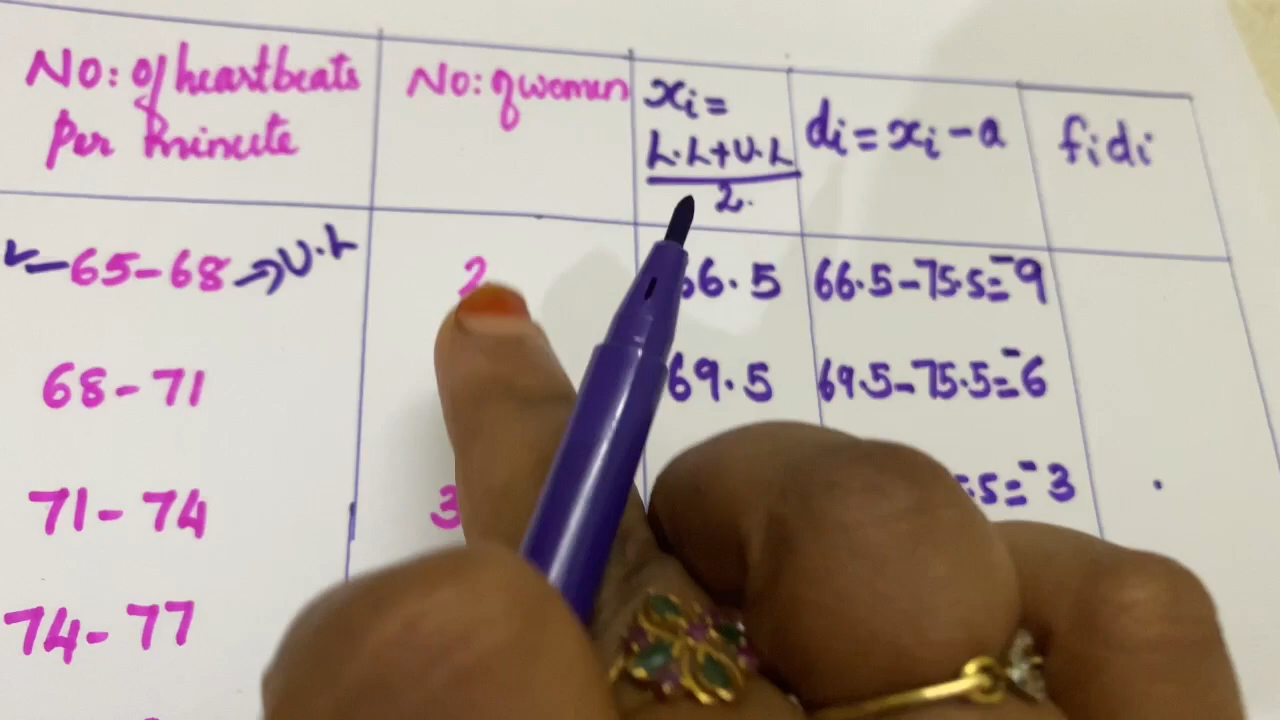 No: of heartbeats per minute
No: of women
xi = L.L+U.L / 2.
di = xi - a
fidi
65-68 → U.L
2
66.5
66.5-75.5=-9
68-71
69.5
69.5-75.5=-6
71-74
3
.5=-3
74-77